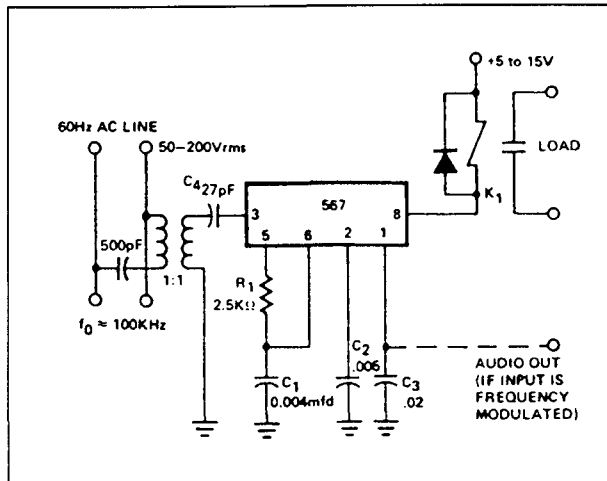 +5 to 15V
60Hz AC LINE
50–200Vrms
LOAD
C4 27pF
567
K1
3
8
5
6
2
1
500pF
1:1
R1
2.5KΩ
f0 ≈ 100KHz
C1
0.004mfd
C2
.006
C3
.02
AUDIO OUT
(IF INPUT IS
FREQUENCY
MODULATED)